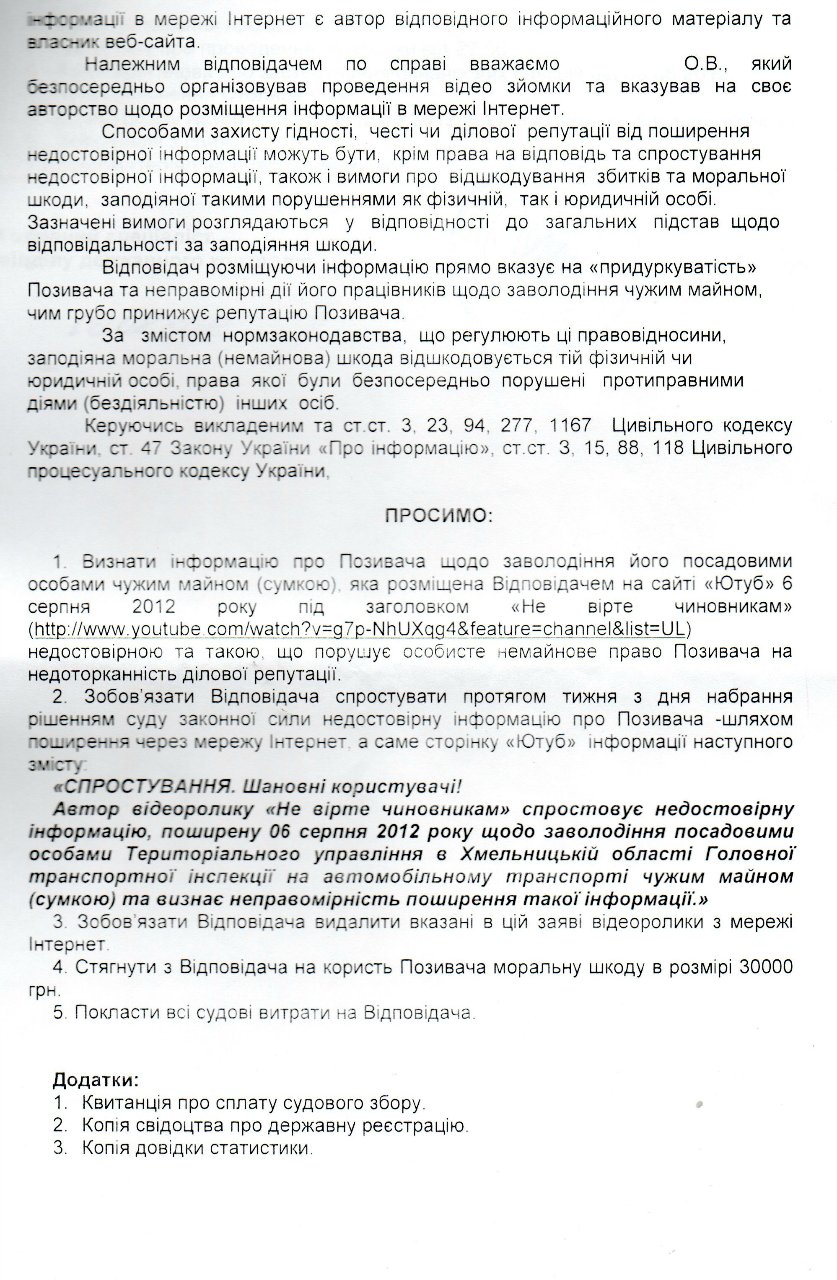 інформації в мережі Інтернет є автор відповідного інформаційного матеріалу та
власник веб-сайта.
Належним відповідачем по справі вважаємо О.В., який
безпосередньо організовував проведення відео зйомки та вказував на своє
авторство щодо розміщення інформації в мережі Інтернет.
Способами захисту гідності, честі чи ділової репутації від поширення
недостовірної інформації можуть бути, крім права на відповідь та спростування
недостовірної інформації, також і вимоги про відшкодування збитків та моральної
шкоди, заподіяної такими порушеннями як фізичній, так і юридичній особі.
Зазначені вимоги розглядаються у відповідності до загальних підстав щодо
відповідальності за заподіяння шкоди.
Відповідач розміщуючи інформацію прямо вказує на «придуркуватість»
Позивача та неправомірні дії його працівників щодо заволодіння чужим майном,
чим грубо принижує репутацію Позивача.
За змістом нормзаконодавства, що регулюють ці правовідносини,
заподіяна моральна (немайнова) шкода відшкодовується тій фізичній чи
юридичній особі, права якої були безпосередньо порушені протиправними
діями (бездіяльністю) інших осіб.
Керуючись викладеним та ст.ст. 3, 23, 94, 277, 1167 Цивільного кодексу
України, ст. 47 Закону України «Про інформацію», ст.ст. 3, 15, 88, 118 Цивільного
процесуального кодексу України,
ПРОСИМО:
1. Визнати інформацію про Позивача щодо заволодіння його посадовими
особами чужим майном (сумкою), яка розміщена Відповідачем на сайті «Ютуб» 6
серпня 2012 року під заголовком «Не вірте чиновникам»
(http://www.youtube.com/watch?v=g7p-NhUXqg4&feature=channel&list=UL)
недостовірною та такою, що порушує особисте немайнове право Позивача на
недоторканність ділової репутації.
2. Зобов'язати Відповідача спростувати протягом тижня з дня набрання
рішенням суду законної сили недостовірну інформацію про Позивача -шляхом
поширення через мережу Інтернет, а саме сторінку «Ютуб» інформації наступного
змісту:
«СПРОСТУВАННЯ. Шановні користувачі!
Автор відеоролику «Не вірте чиновникам» спростовує недостовірну
інформацію, поширену 06 серпня 2012 року щодо заволодіння посадовими
особами Територіального управління в Хмельницькій області Головної
транспортної інспекції на автомобільному транспорті чужим майном
(сумкою) та визнає неправомірність поширення такої інформації.»
3. Зобов'язати Відповідача видалити вказані в цій заяві відеоролики з мережі
Інтернет.
4. Стягнути з Відповідача на користь Позивача моральну шкоду в розмірі 30000
грн.
5. Покласти всі судові витрати на Відповідача.
Додатки:
1. Квитанція про сплату судового збору.
2. Копія свідоцтва про державну реєстрацію.
3. Копія довідки статистики.